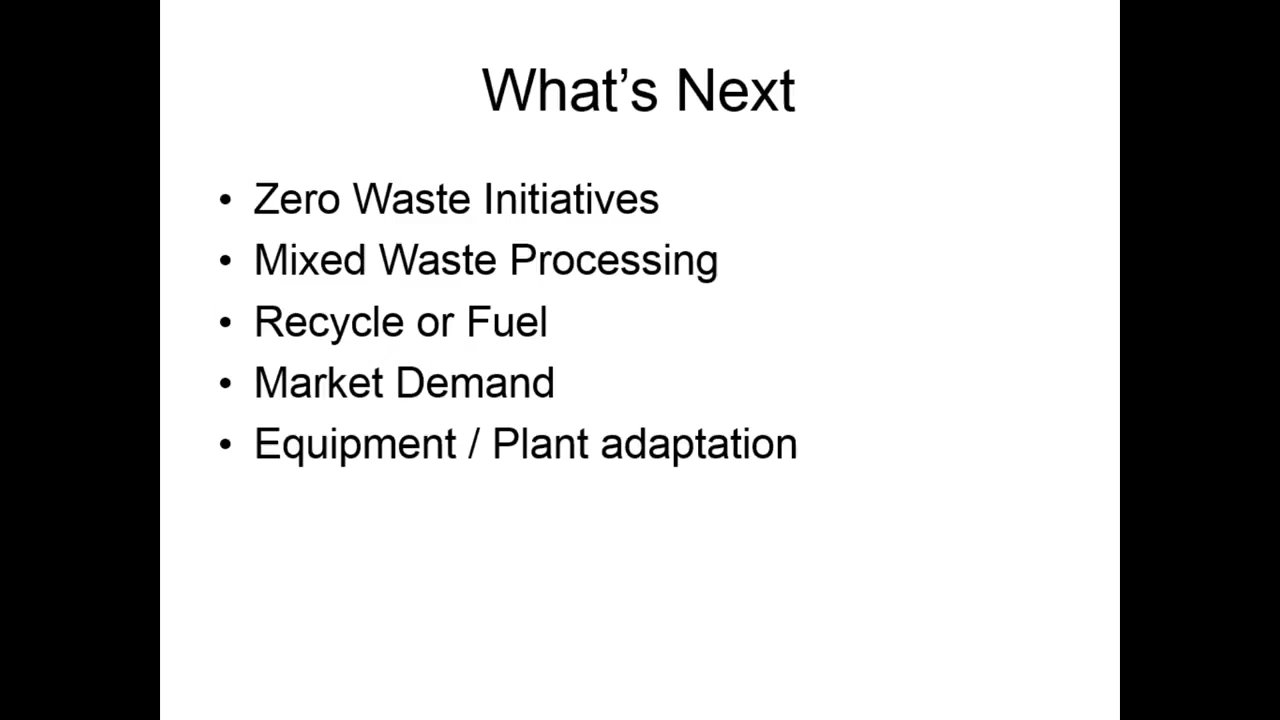 What’s Next
• Zero Waste Initiatives
• Mixed Waste Processing
• Recycle or Fuel
• Market Demand
• Equipment / Plant adaptation